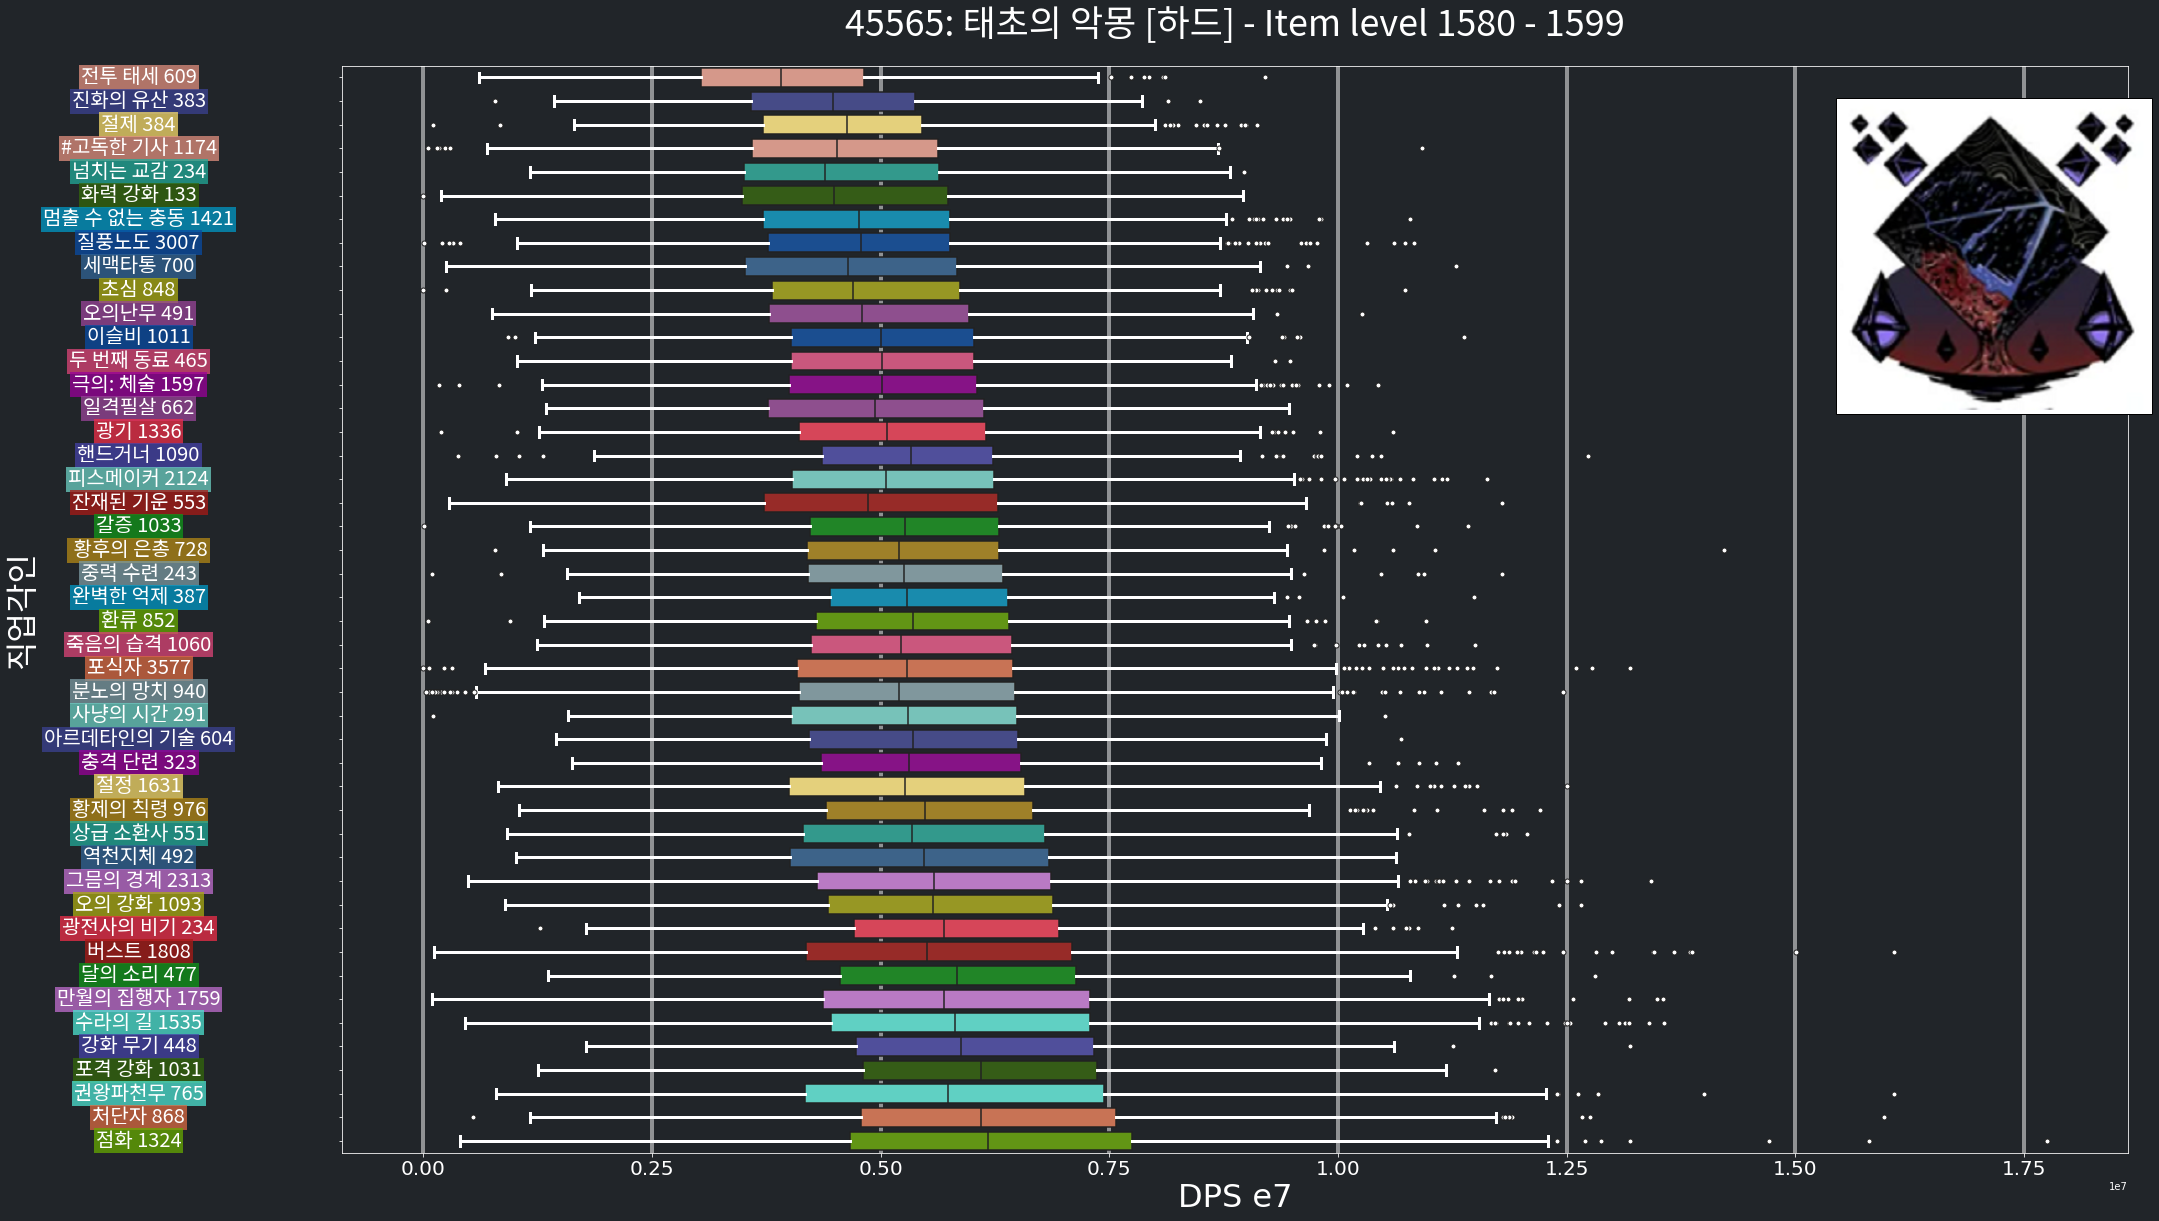 45565: 태초의 악몽 [하드] - Item level 1580 - 1599
전투 태세 609
진화의 유산 383
절제 384
#고독한 기사 1174
넘치는 교감 234
화력 강화 133
멈출 수 없는 충동 1421
질풍노도 3007
세맥타통 700
초심 848
오의난무 491
이슬비 1011
두 번째 동료 465
극의: 체술 1597
일격필살 662
광기 1336
핸드거너 1090
피스메이커 2124
잔재된 기운 553
갈증 1033
황후의 은총 728
중력 수련 243
완벽한 억제 387
환류 852
죽음의 습격 1060
포식자 3577
분노의 망치 940
사냥의 시간 291
아르데타인의 기술 604
충격 단련 323
절정 1631
황제의 칙령 976
상급 소환사 551
역천지체 492
그믐의 경계 2313
오의 강화 1093
광전사의 비기 234
버스트 1808
달의 소리 477
만월의 집행자 1759
수라의 길 1535
강화 무기 448
포격 강화 1031
권왕파천무 765
처단자 868
점화 1324
직업각인
0.00 0.25 0.50 0.75 1.00 1.25 1.50 1.75
DPS e7
1e7